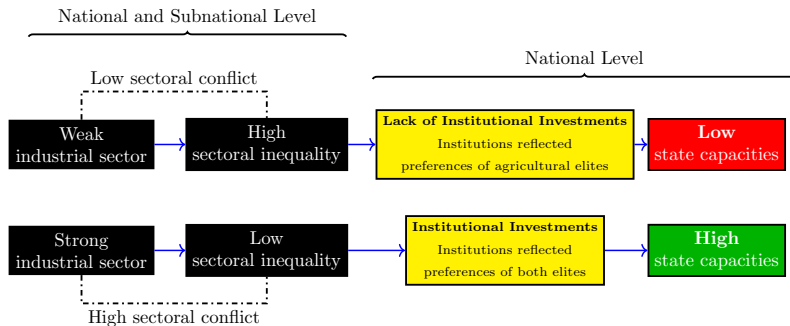 National and Subnational Level
National Level
Low sectoral conflict
Weak
industrial sector
High
sectoral inequality
Lack of Institutional Investments
Institutions reflected
preferences of agricultural elites
Low
state capacities
Strong
industrial sector
Low
sectoral inequality
Institutional Investments
Institutions reflected
preferences of both elites
High
state capacities
High sectoral conflict